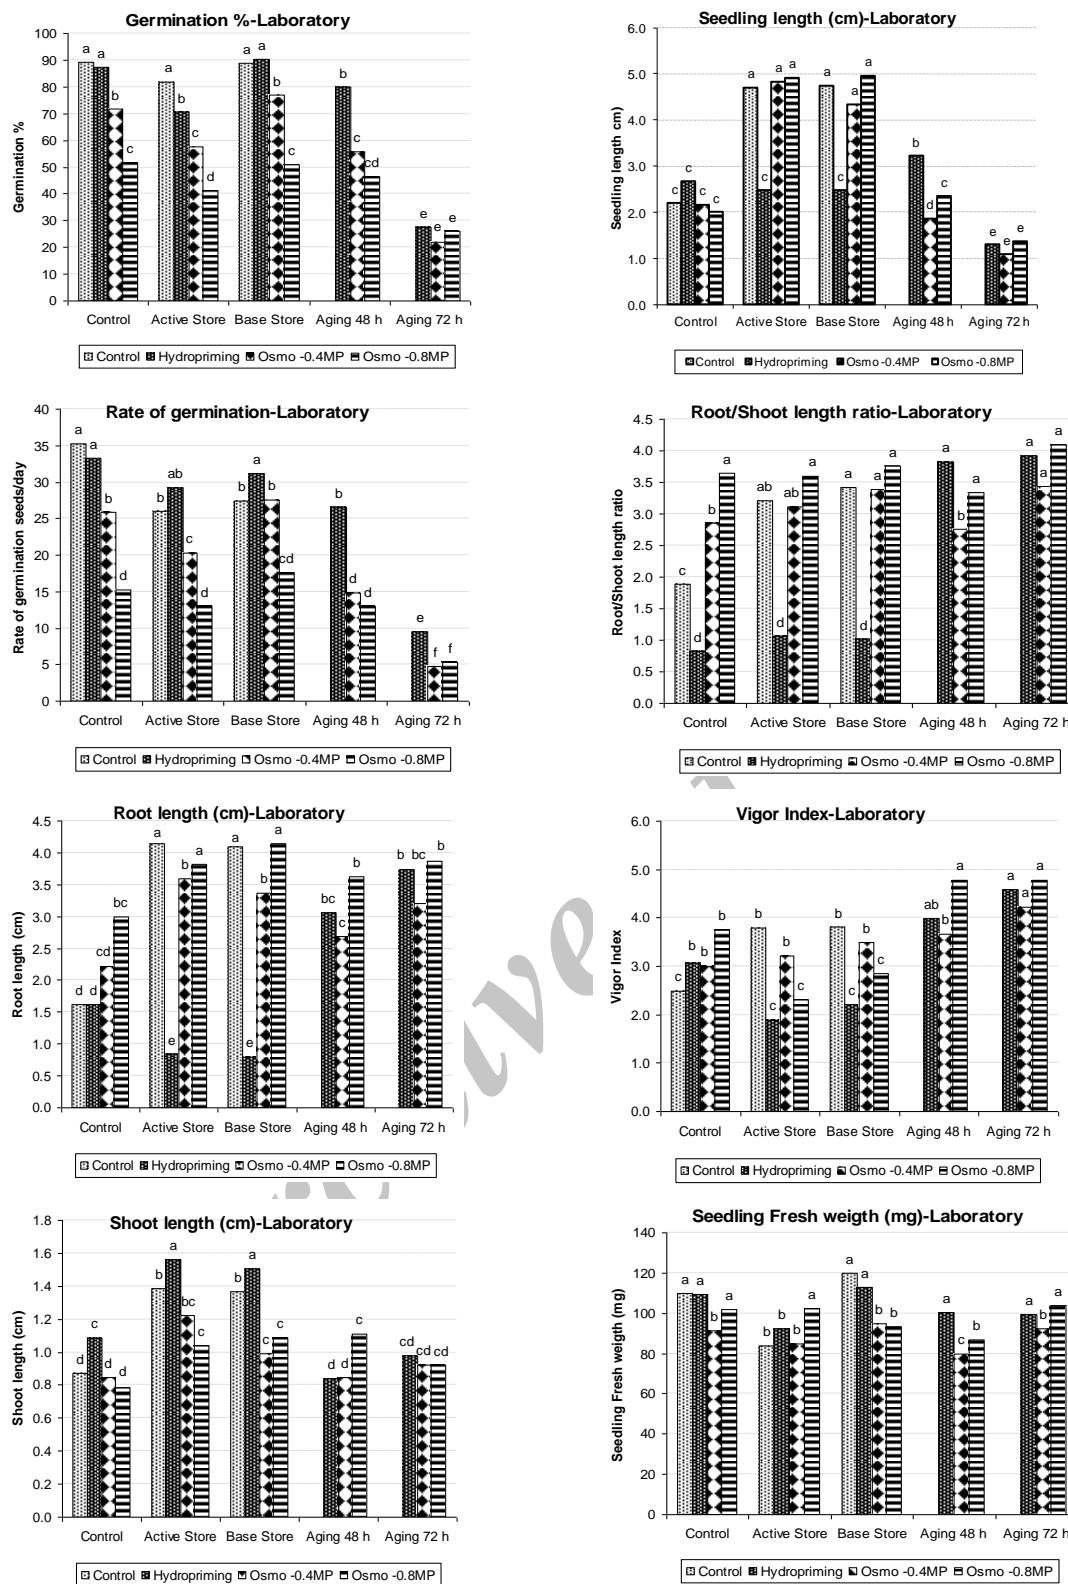 Germination %-Laboratory
100
90
80
70
60
50
40
30
20
10
0
Germination %
a a b c
a b c d
a a b c
b c cd
e e e
Control Active Store Base Store Aging 48 h Aging 72 h
Control Hydropriming Osmo -0.4MP Osmo -0.8MP
Seedling length (cm)-Laboratory
6.0
5.0
4.0
3.0
2.0
1.0
0.0
Seedling length cm)
c c c c
a c a a
a c a a
b d c
e e e
Control Active Store Base Store Aging 48 h Aging 72 h
Control Hydropriming Osmo -0.4MP Osmo -0.8MP
Rate of germination-Laboratory
40
35
30
25
20
15
10
5
0
Rate of germination seeds/day
a a b d
b ab c d
b a b cd
b d d
e f f
Control Active Store Base Store Aging 48 h Aging 72 h
Control Hydropriming Osmo -0.4MP Osmo -0.8MP
Root/Shoot length ratio-Laboratory
4.5
4.0
3.5
3.0
2.5
2.0
1.5
1.0
0.5
0.0
Root/Shoot length ratio
c d b a
ab d ab a
a d a a
a b a
a a a
Control Active Store Base Store Aging 48 h Aging 72 h
Control Hydropriming Osmo -0.4MP Osmo -0.8MP
Root length (cm)-Laboratory
4.5
4.0
3.5
3.0
2.5
2.0
1.5
1.0
0.5
0.0
Root length (cm)
d d cd c
a e b a
a e b a
bc c b
b bc b
Control Active Store Base Store Aging 48 h Aging 72 h
Control Hydropriming Osmo -0.4MP Osmo -0.8MP
Vigor Index-Laboratory
6.0
5.0
4.0
3.0
2.0
1.0
0.0
Vigor Index
c b b b
a c b c
b c b c
ab b a
a a a
Control Active Store Base Store Aging 48 h Aging 72 h
Control Hydropriming Osmo -0.4MP Osmo -0.8MP
Shoot length (cm)-Laboratory
1.8
1.6
1.4
1.2
1.0
0.8
0.6
0.4
0.2
0.0
Shoot length (cm)
d c d d
b a bc c
b a c c
d d c
cd cd cd
Control Active Store Base Store Aging 48 h Aging 72 h
Control Hydropriming Osmo -0.4MP Osmo -0.8MP
Seedling Fresh weigth (mg)-Laboratory
140
120
100
80
60
40
20
0
Seedling Fresh weigth (mg)
a a b a
b b b a
a a b b
a c b
a b a
Control Active Store Base Store Aging 48 h Aging 72 h
Control Hydropriming Osmo -0.4MP Osmo -0.8MP